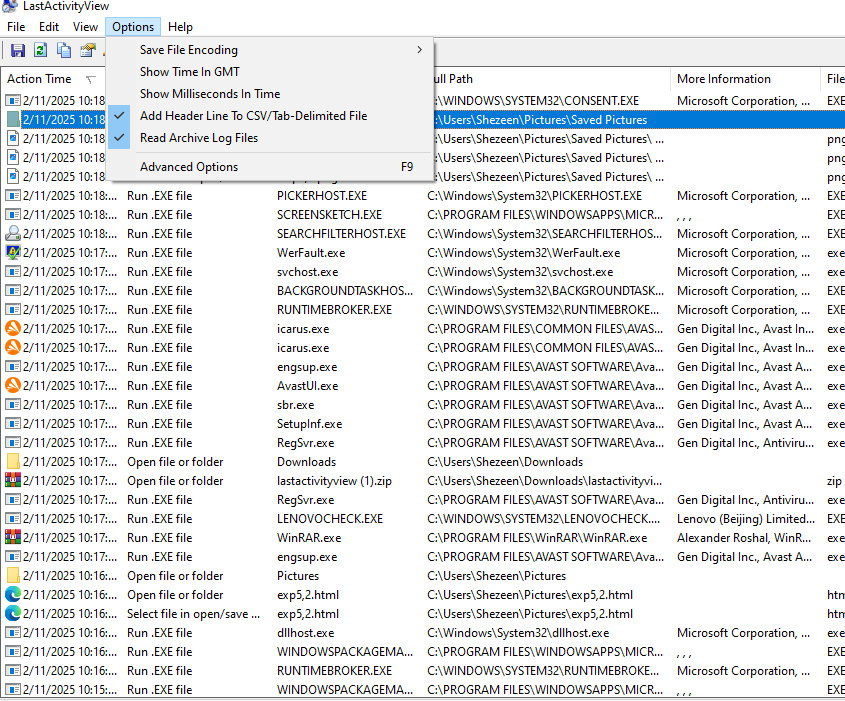 LastActivityView
File Edit View Options Help
Save File Encoding
Show Time In GMT
Show Milliseconds In Time
Add Header Line To CSV/Tab-Delimited File
Read Archive Log Files
Advanced Options F9
Action Time ull Path More Information File
2/11/2025 10:18 :\WINDOWS\SYSTEM32\CONSENT.EXE Microsoft Corporation, ... EXE
2/11/2025 10:18 :\Users\Shezeen\Pictures\Saved Pictures
2/11/2025 10:18 :\Users\Shezeen\Pictures\Saved Pictures\ ... png
2/11/2025 10:18 :\Users\Shezeen\Pictures\Saved Pictures\ ... png
2/11/2025 10:18 :\Users\Shezeen\Pictures\Saved Pictures\ ... png
2/11/2025 10:18:... Run .EXE file PICKERHOST.EXE C:\Windows\System32\PICKERHOST.EXE Microsoft Corporation, ... EXE
2/11/2025 10:18:... Run .EXE file SCREENSKETCH.EXE C:\PROGRAM FILES\WINDOWSAPPS\MICR... , , , EXE
2/11/2025 10:18:... Run .EXE file SEARCHFILTERHOST.EXE C:\Windows\System32\SEARCHFILTERHOS... Microsoft Corporation, ... EXE
2/11/2025 10:17:... Run .EXE file WerFault.exe C:\Windows\System32\WerFault.exe Microsoft Corporation, ... exe
2/11/2025 10:17:... Run .EXE file svchost.exe C:\Windows\System32\svchost.exe Microsoft Corporation, ... exe
2/11/2025 10:17:... Run .EXE file BACKGROUNDTASKHOS... C:\Windows\System32\BACKGROUNDTASK... Microsoft Corporation, ... EXE
2/11/2025 10:17:... Run .EXE file RUNTIMEBROKER.EXE C:\WINDOWS\SYSTEM32\RUNTIMEBROKE... Microsoft Corporation, ... EXE
2/11/2025 10:17:... Run .EXE file icarus.exe C:\PROGRAM FILES\COMMON FILES\AVAS... Gen Digital Inc., Avast In... exe
2/11/2025 10:17:... Run .EXE file icarus.exe C:\PROGRAM FILES\COMMON FILES\AVAS... Gen Digital Inc., Avast In... exe
2/11/2025 10:17:... Run .EXE file engsup.exe C:\PROGRAM FILES\AVAST SOFTWARE\Ava... Gen Digital Inc., Avast A... exe
2/11/2025 10:17:... Run .EXE file AvastUI.exe C:\PROGRAM FILES\AVAST SOFTWARE\Ava... Gen Digital Inc., Avast A... exe
2/11/2025 10:17:... Run .EXE file sbr.exe C:\PROGRAM FILES\AVAST SOFTWARE\Ava... Gen Digital Inc., Avast A... exe
2/11/2025 10:17:... Run .EXE file SetupInf.exe C:\PROGRAM FILES\AVAST SOFTWARE\Ava... Gen Digital Inc., Avast A... exe
2/11/2025 10:17:... Run .EXE file RegSvr.exe C:\PROGRAM FILES\AVAST SOFTWARE\Ava... Gen Digital Inc., Antiviru... exe
2/11/2025 10:17:... Open file or folder Downloads C:\Users\Shezeen\Downloads
2/11/2025 10:17:... Open file or folder lastactivityview (1).zip C:\Users\Shezeen\Downloads\lastactivityvi... zip
2/11/2025 10:17:... Run .EXE file RegSvr.exe C:\PROGRAM FILES\AVAST SOFTWARE\Ava... Gen Digital Inc., Antiviru... exe
2/11/2025 10:17:... Run .EXE file LENOVOCHECK.EXE C:\WINDOWS\SYSTEM32\LENOVOCHECK.... Lenovo (Beijing) Limited... EXE
2/11/2025 10:17:... Run .EXE file WinRAR.exe C:\PROGRAM FILES\WinRAR\WinRAR.exe Alexander Roshal, WinR... exe
2/11/2025 10:17:... Run .EXE file engsup.exe C:\PROGRAM FILES\AVAST SOFTWARE\Ava... Gen Digital Inc., Avast A... exe
2/11/2025 10:16:... Open file or folder Pictures C:\Users\Shezeen\Pictures
2/11/2025 10:16:... Open file or folder exp5,2.html C:\Users\Shezeen\Pictures\exp5,2.html htm
2/11/2025 10:16:... Select file in open/save ... exp5,2.html C:\Users\Shezeen\Pictures\exp5,2.html htm
2/11/2025 10:16:... Run .EXE file dllhost.exe C:\Windows\System32\dllhost.exe Microsoft Corporation, ... exe
2/11/2025 10:16:... Run .EXE file WINDOWSPACKAGEMA... C:\PROGRAM FILES\WINDOWSAPPS\MICR... , , , EXE
2/11/2025 10:16:... Run .EXE file RUNTIMEBROKER.EXE C:\WINDOWS\SYSTEM32\RUNTIMEBROKE... Microsoft Corporation, ... EXE
2/11/2025 10:15:... Run .EXE file WINDOWSPACKAGEMA... C:\PROGRAM FILES\WINDOWSAPPS\MICR... , , , EXE